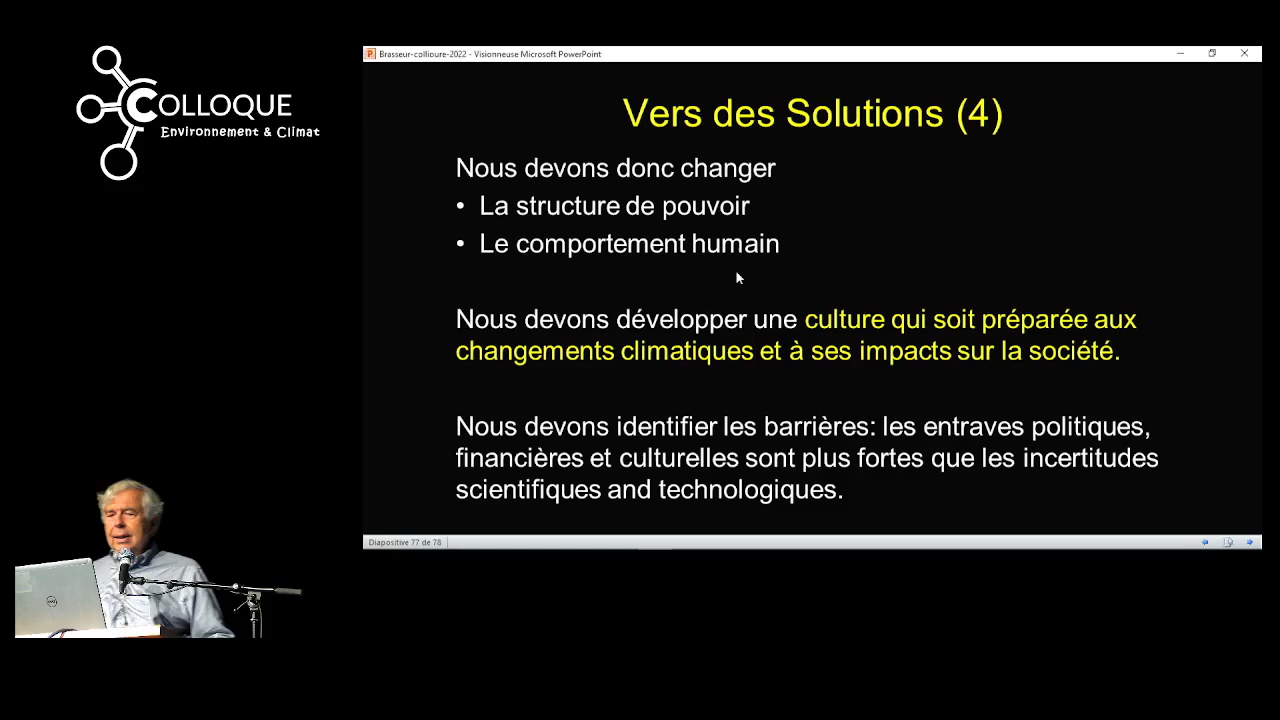 COLLOQUE
Environnement & Climat
Brasseur-collioure-2022 - Visionneuse Microsoft PowerPoint
Vers des Solutions (4)
Nous devons donc changer
• La structure de pouvoir
• Le comportement humain
Nous devons développer une culture qui soit préparée aux
changements climatiques et à ses impacts sur la société.
Nous devons identifier les barrières: les entraves politiques,
financières et culturelles sont plus fortes que les incertitudes
scientifiques and technologiques.
Diapositive 77 de 78
DELL